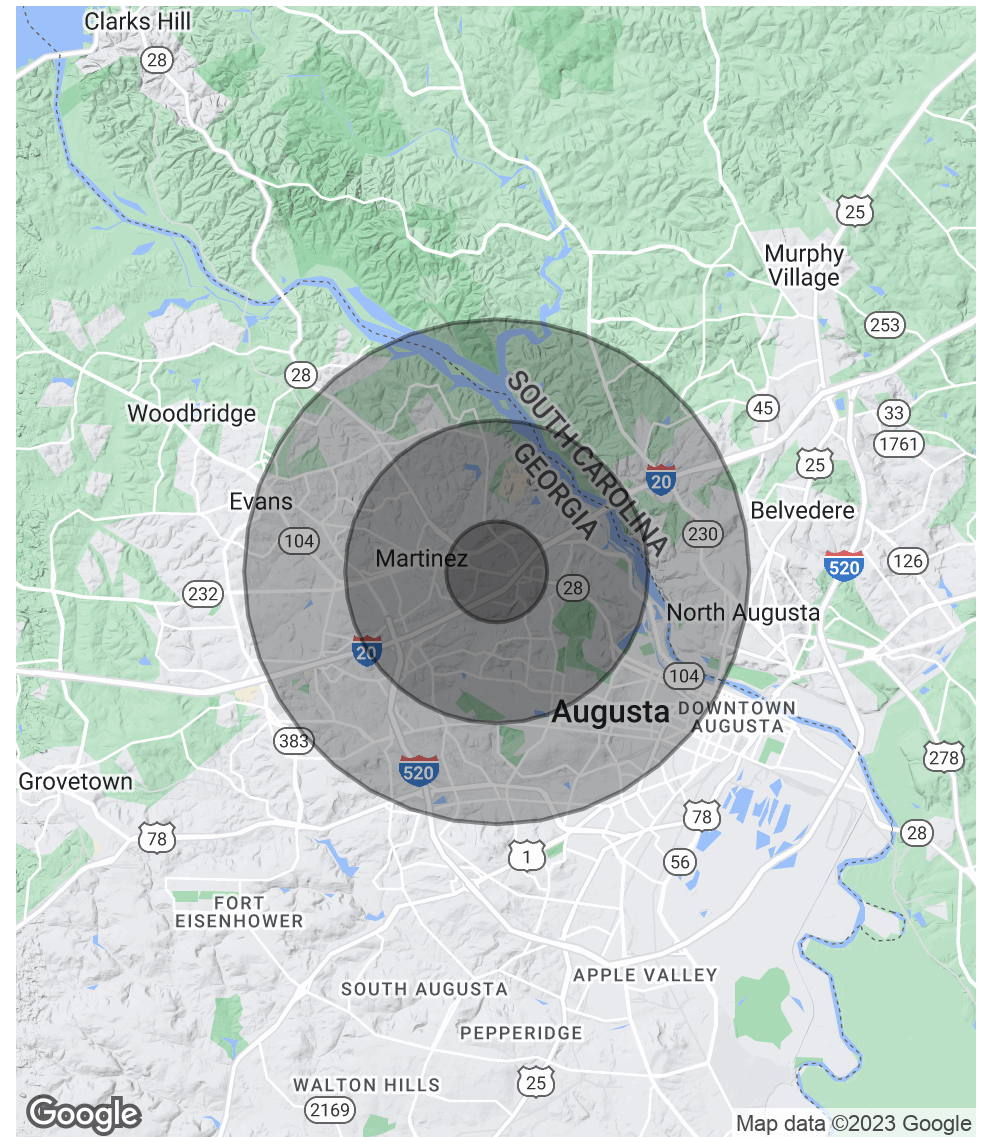 Clarks Hill
28
25
Murphy
Village
253
28
45
33
Woodbridge
1761
SOUTH CAROLINA
GEORGIA
25
20
Evans
Belvedere
104
230
Martinez
126
520
28
232
North Augusta
20
104
Augusta
DOWNTOWN
AUGUSTA
383
278
520
Grovetown
78
78
28
1
56
FORT
EISENHOWER
APPLE VALLEY
SOUTH AUGUSTA
PEPPERIDGE
25
WALTON HILLS
2169
Google
Map data ©2023 Google